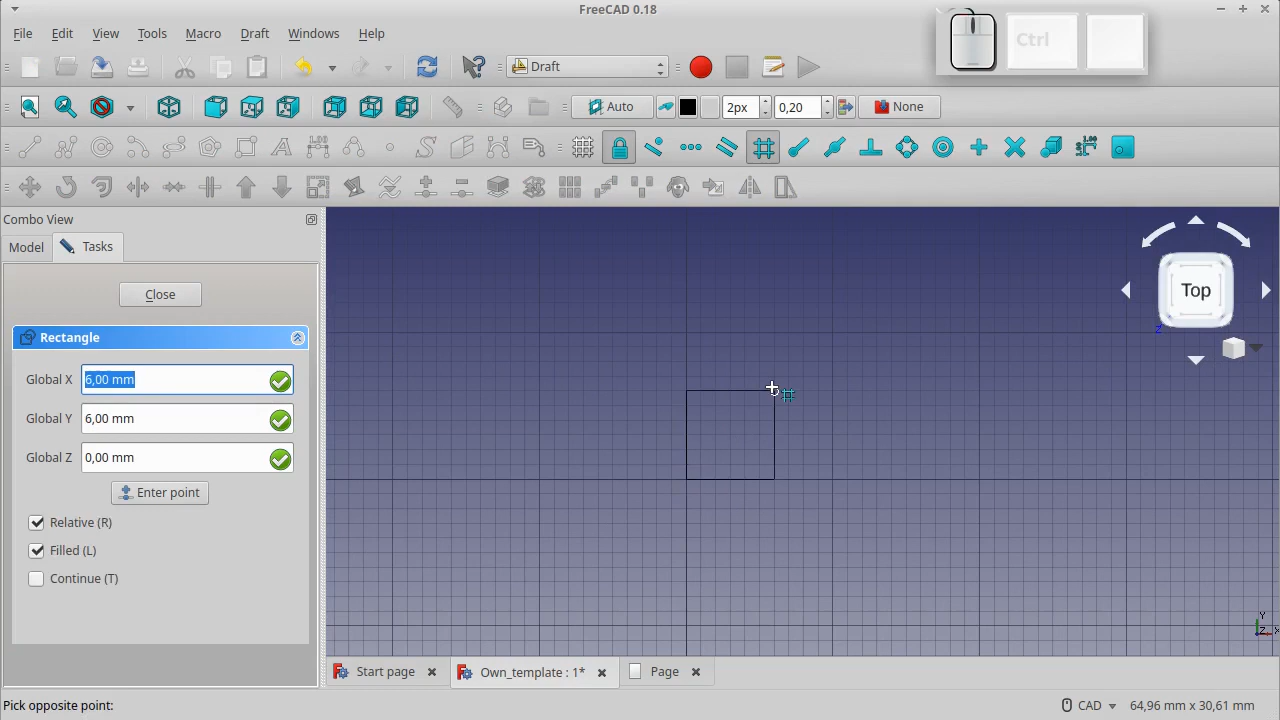 FreeCAD 0.18
File Edit View Tools Macro Draft Windows Help
Ctrl
Draft
Auto 2px 0,20 None
Combo View
Model Tasks
Close
Rectangle
Global X 6,00 mm
Global Y 6,00 mm
Global Z 0,00 mm
Enter point
Relative (R)
Filled (L)
Continue (T)
Top
Z
Y
Z X
Start page Own_template : 1* Page
Pick opposite point: CAD 64,96 mm x 30,61 mm